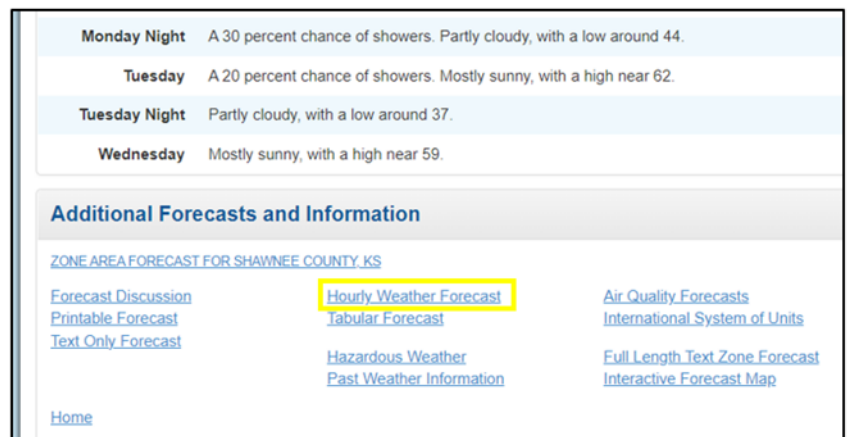 Monday Night A 30 percent chance of showers. Partly cloudy, with a low around 44.
Tuesday A 20 percent chance of showers. Mostly sunny, with a high near 62.
Tuesday Night Partly cloudy, with a low around 37.
Wednesday Mostly sunny, with a high near 59.
Additional Forecasts and Information
ZONE AREA FORECAST FOR SHAWNEE COUNTY, KS
Forecast Discussion Hourly Weather Forecast Air Quality Forecasts
Printable Forecast Tabular Forecast International System of Units
Text Only Forecast
Hazardous Weather Full Length Text Zone Forecast
Past Weather Information Interactive Forecast Map
Home